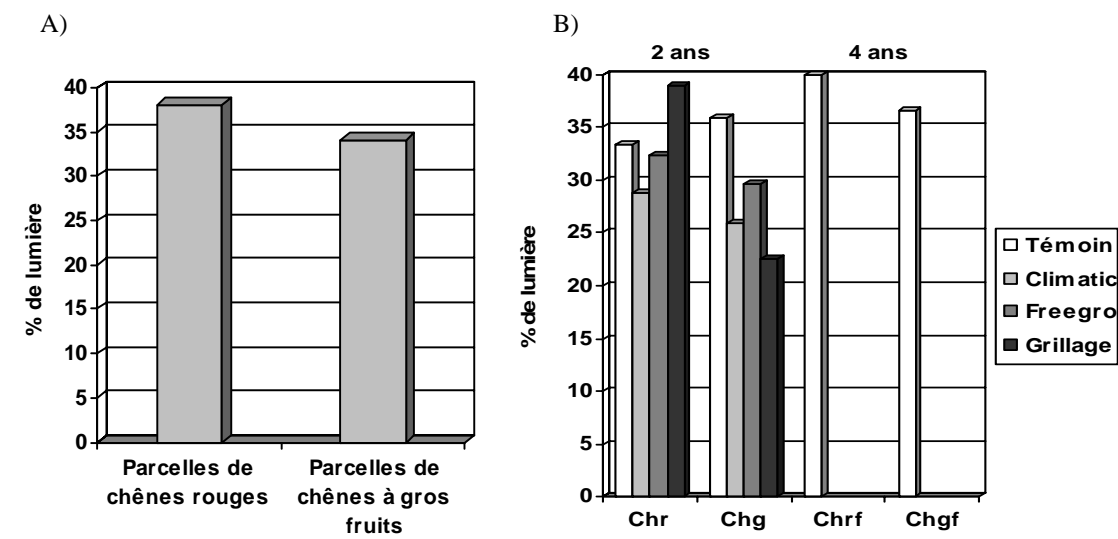 A)
% de lumière
40
35
30
25
20
15
10
5
0
Parcelles de
chênes rouges
Parcelles de
chênes à gros
fruits
B)
2 ans
4 ans
% de lumière
40
35
30
25
20
15
10
5
0
Chr
Chg
Chrf
Chgf
Témoin
Climatic
Freegro
Grillage